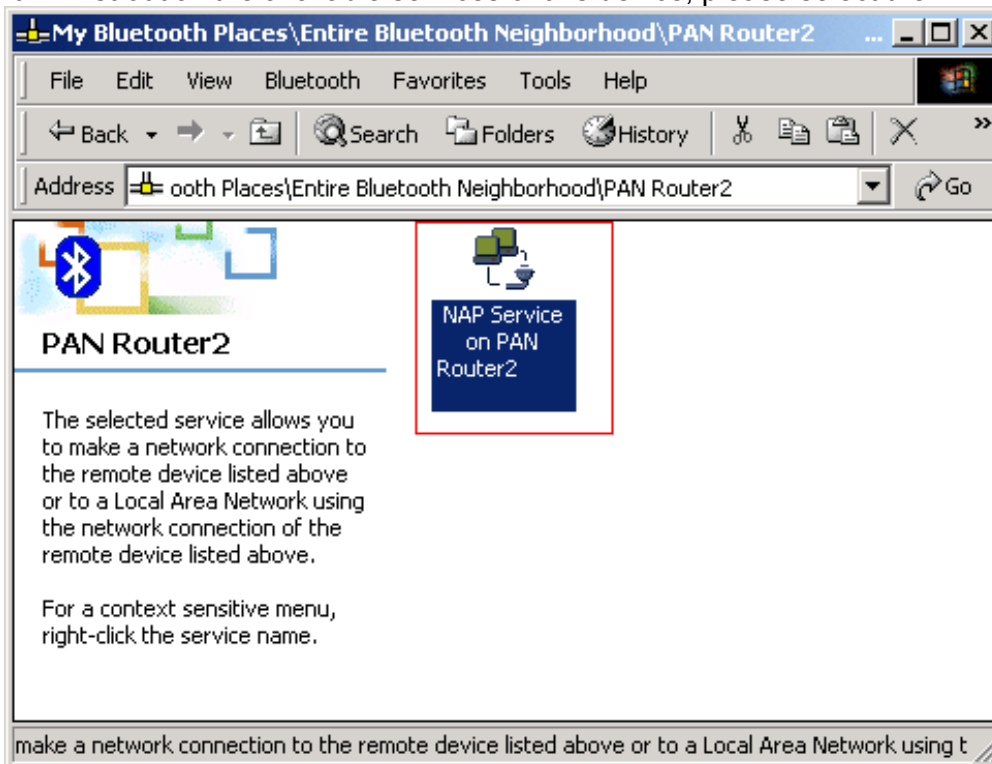 My Bluetooth Places\Entire Bluetooth Neighborhood\PAN Router2 ...
File Edit View Bluetooth Favorites Tools Help
Back Search Folders History »
Address ooth Places\Entire Bluetooth Neighborhood\PAN Router2 Go
PAN Router2
The selected service allows you
to make a network connection to
the remote device listed above
or to a Local Area Network using
the network connection of the
remote device listed above.
For a context sensitive menu,
right-click the service name.
NAP Service
on PAN
Router2
make a network connection to the remote device listed above or to a Local Area Network using t